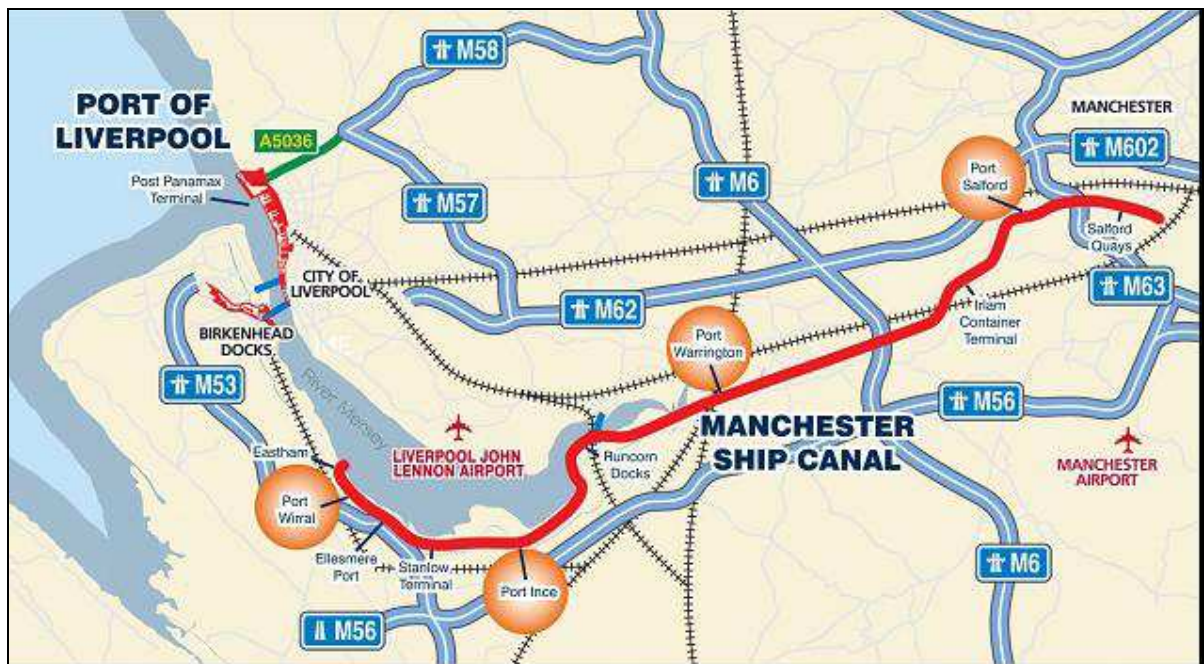 M58
PORT OF
LIVERPOOL
MANCHESTER
A5036
M602
Post Panamax
Terminal
M6
Port
Salford
M57
Salford
Quays
CITY OF
LIVERPOOL
M63
M62
Irlam
Container
Terminal
BIRKENHEAD
DOCKS
Port
Warrington
M53
River Mersey
M56
MANCHESTER
SHIP CANAL
Eastham
LIVERPOOL JOHN
LENNON AIRPORT
Runcorn
Docks
MANCHESTER
AIRPORT
Port
Wirral
Ellesmere
Port
Stanlow
Terminal
Port Ince
M6
M56